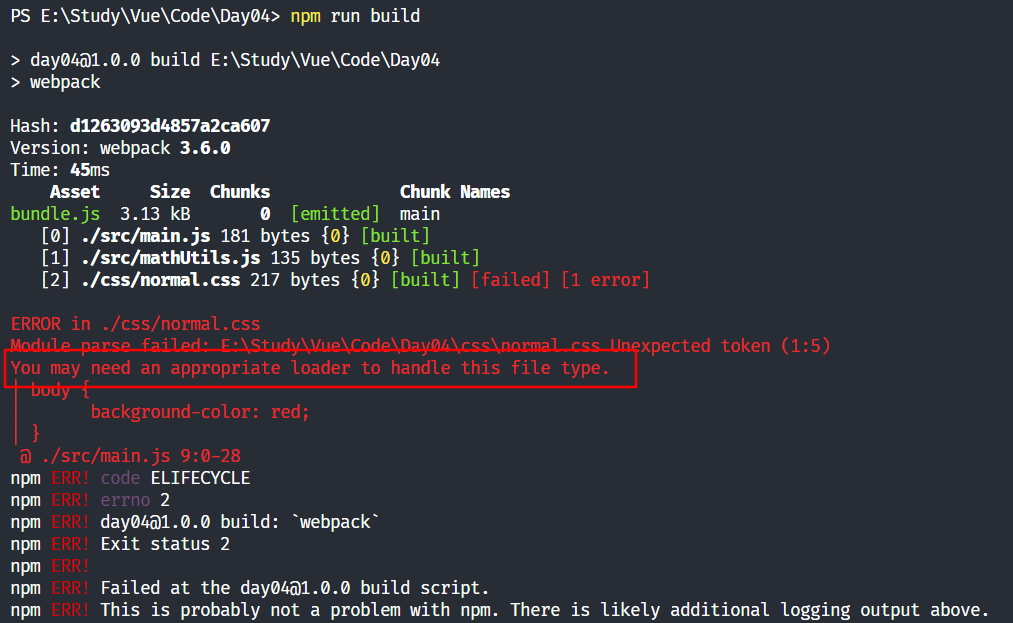 PS E:\Study\Vue\Code\Day04> npm run build
> day04@1.0.0 build E:\Study\Vue\Code\Day04
> webpack
Hash: d1263093d4857a2ca607
Version: webpack 3.6.0
Time: 45ms
Asset Size Chunks Chunk Names
bundle.js 3.13 kB 0 [emitted] main
[0] ./src/main.js 181 bytes {0} [built]
[1] ./src/mathUtils.js 135 bytes {0} [built]
[2] ./css/normal.css 217 bytes {0} [built] [failed] [1 error]
ERROR in ./css/normal.css
Module parse failed: E:\Study\Vue\Code\Day04\css\normal.css Unexpected token (1:5)
You may need an appropriate loader to handle this file type.
| body {
| background-color: red;
| }
@ ./src/main.js 9:0-28
npm ERR! code ELIFECYCLE
npm ERR! errno 2
npm ERR! day04@1.0.0 build: `webpack`
npm ERR! Exit status 2
npm ERR!
npm ERR! Failed at the day04@1.0.0 build script.
npm ERR! This is probably not a problem with npm. There is likely additional logging output above.